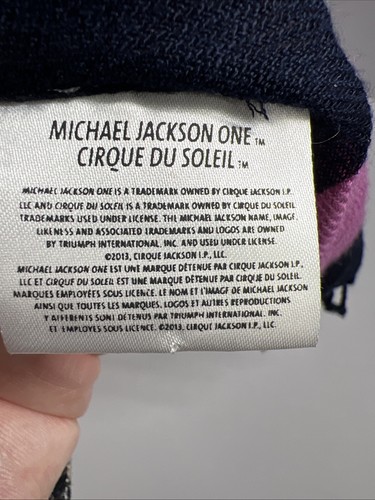 MICHAEL JACKSON ONE™
CIRQUE DU SOLEIL™
MICHAEL JACKSON ONE IS A TRADEMARK OWNED BY CIRQUE JACKSON I.P.
LLC AND CIRQUE DU SOLEIL IS A TRADEMARK OWNED BY CIRQUE DU SOLEIL
TRADEMARKS USED UNDER LICENSE. THE MICHAEL JACKSON NAME, IMAGE,
LIKENESS AND ASSOCIATED TRADEMARKS AND LOGOS ARE OWNED
BY TRIUMPH INTERNATIONAL, INC. AND USED UNDER LICENSE.
©2013, CIRQUE JACKSON I.P., LLC.
MICHAEL JACKSON ONE EST UNE MARQUE DÉTENUE PAR CIRQUE JACKSON I.P.,
LLC ET CIRQUE DU SOLEIL EST UNE MARQUE DÉTENUE PAR CIRQUE DU SOLEIL.
MARQUES EMPLOYÉES SOUS LICENCE. LE NOM ET L'IMAGE DE MICHAEL JACKSON
AINSI QUE TOUTES LES MARQUES, LOGOS ET AUTRES REPRODUCTIONS
Y AFFÉRENTS SONT DÉTENUS PAR TRIUMPH INTERNATIONAL, INC.
ET EMPLOYÉS SOUS LICENCE. ©2013, CIRQUE JACKSON I.P., LLC.